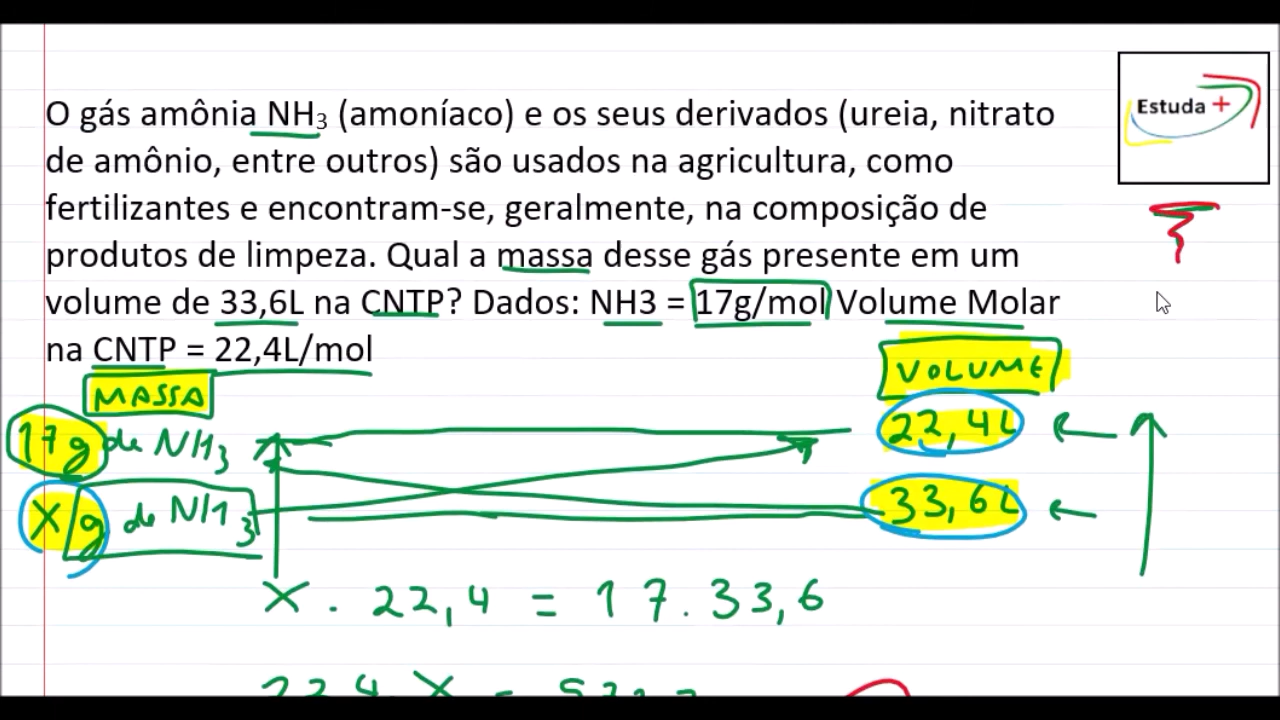 O gás amônia NH₃ (amoníaco) e os seus derivados (ureia, nitrato
de amônio, entre outros) são usados na agricultura, como
fertilizantes e encontram-se, geralmente, na composição de
produtos de limpeza. Qual a massa desse gás presente em um
volume de 33,6L na CNTP? Dados: NH3 = 17g/mol Volume Molar
na CNTP = 22,4L/mol
Estuda +
MASSA VOLUME
17g de NH₃ 22,4L
X g de NH₃ 33,6L
X . 22,4 = 17.33,6